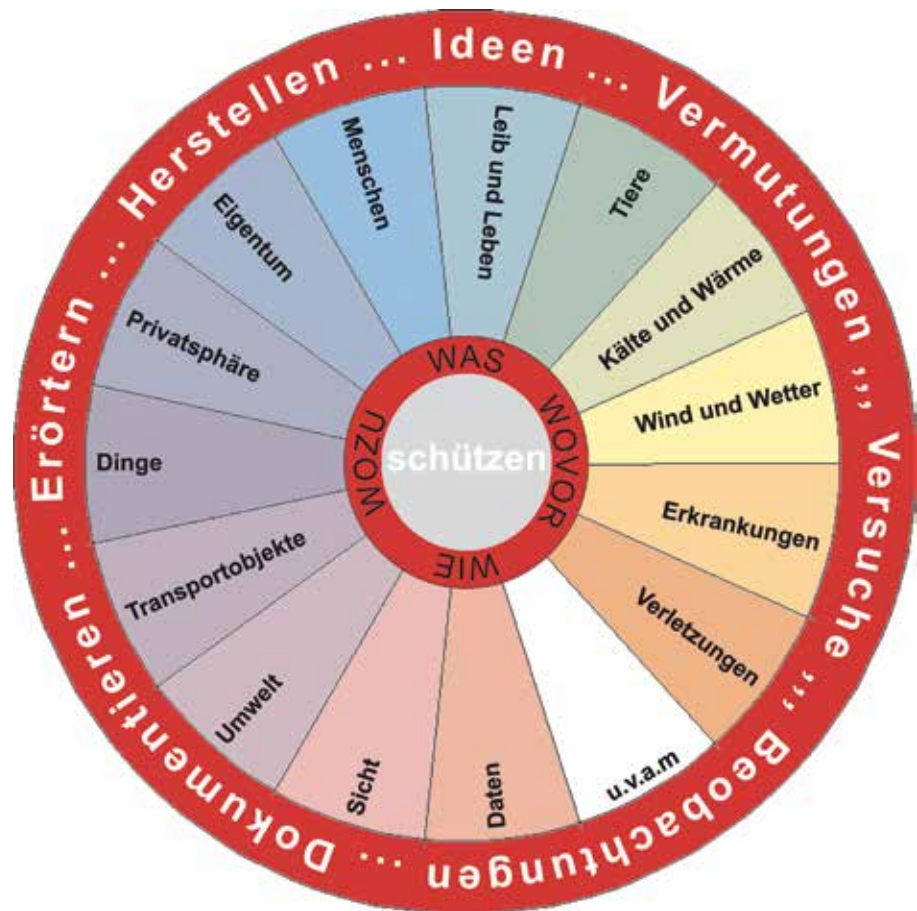 Ideen ... Vermutungen ,,, Versuche ,,, Beobachtungen ... Dokumentieren ... Erörtern ... Herstellen ...
Leib und Leben
Tiere
Kälte und Wärme
Wind und Wetter
Erkrankungen
Verletzungen
u.v.a.m
Daten
Sicht
Umwelt
Transportobjekte
Dinge
Privatsphäre
Eigentum
Menschen
WAS
WOVOR
WIE
WOZU
schützen